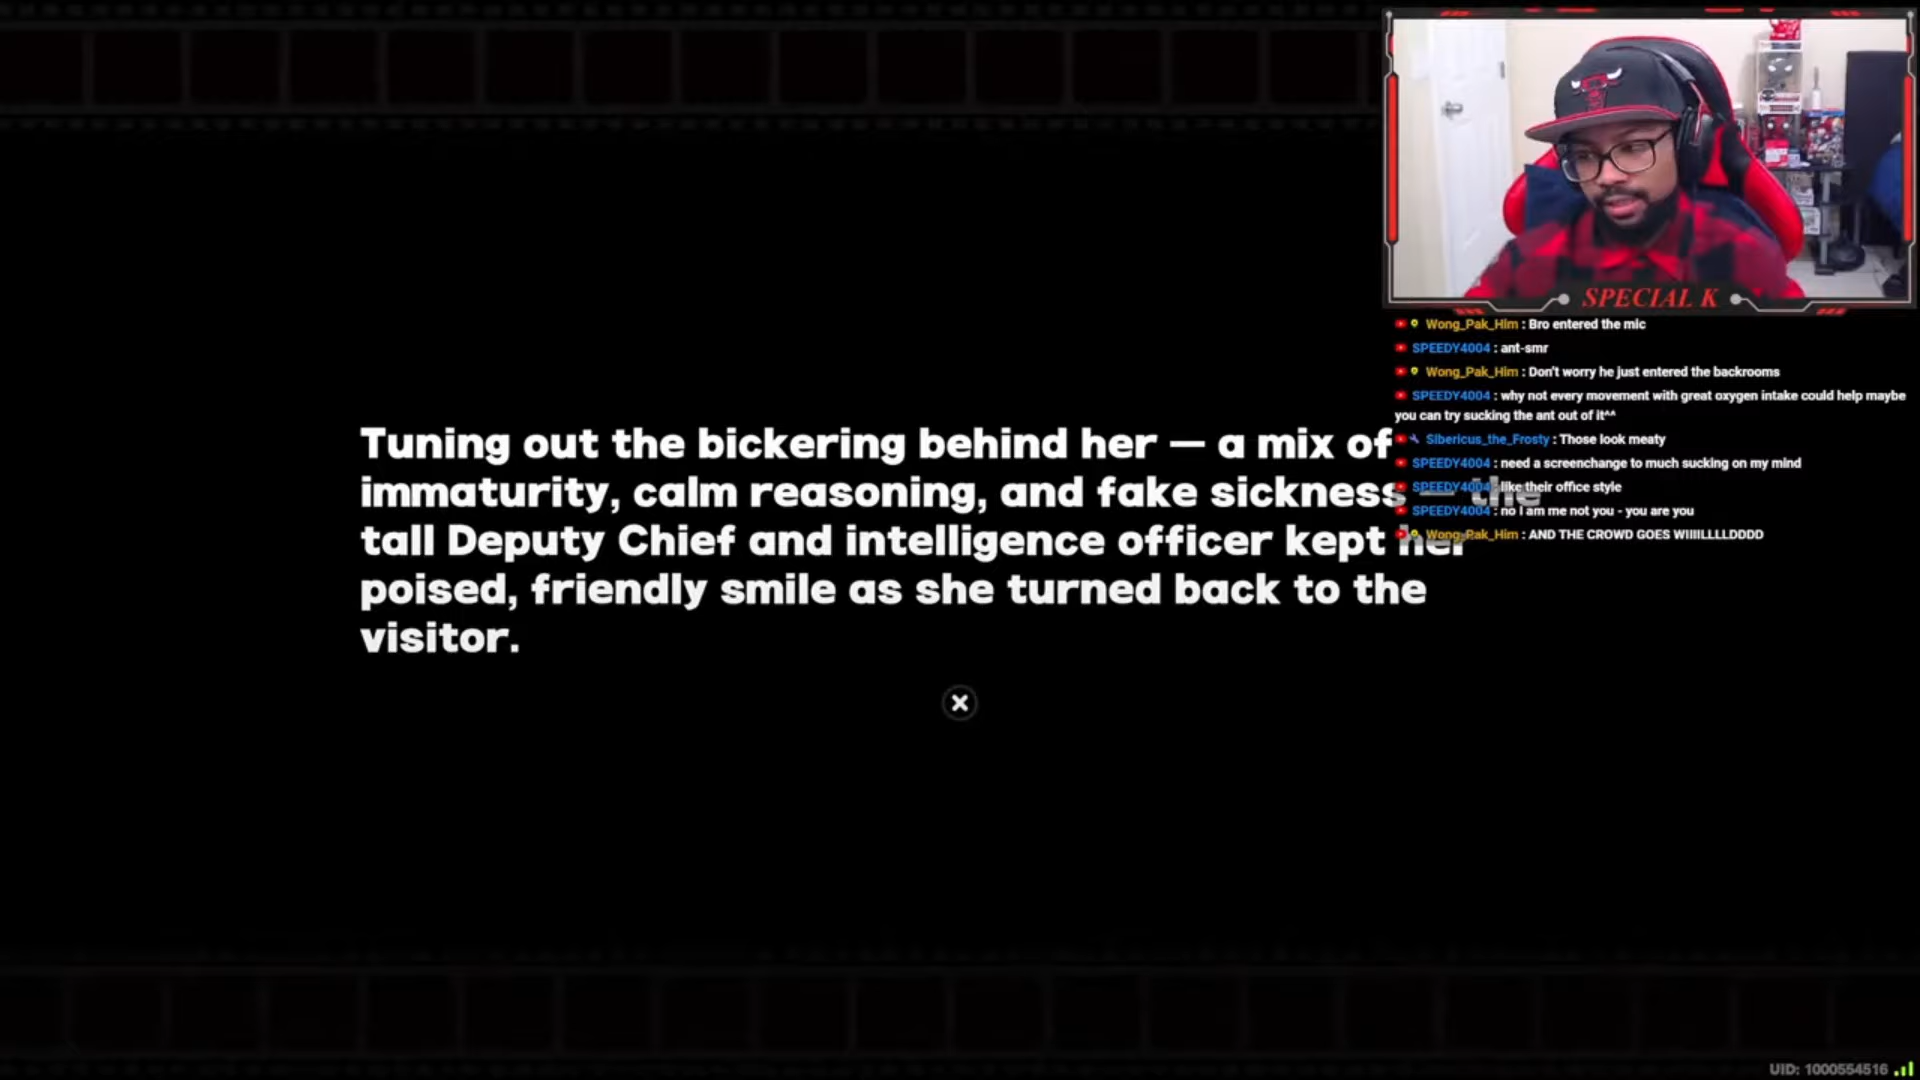 SPECIAL K
Wong_Pak_Him : Bro entered the mic
SPEEDY4004 : ant-smr
Wong_Pak_Him : Don't worry he just entered the backrooms
SPEEDY4004 : why not every movement with great oxygen intake could help maybe
you can try sucking the ant out of it^^
Sibericus_the_Frosty : Those look meaty
SPEEDY4004 : need a screenchange to much sucking on my mind
SPEEDY4004 : like their office style
SPEEDY4004 : no I am me not you - you are you
Wong_Pak_Him : AND THE CROWD GOES WIIIILLLLDDDD
Tuning out the bickering behind her — a mix of
immaturity, calm reasoning, and fake sickness — the
tall Deputy Chief and intelligence officer kept her
poised, friendly smile as she turned back to the
visitor.
UID: 1000554516